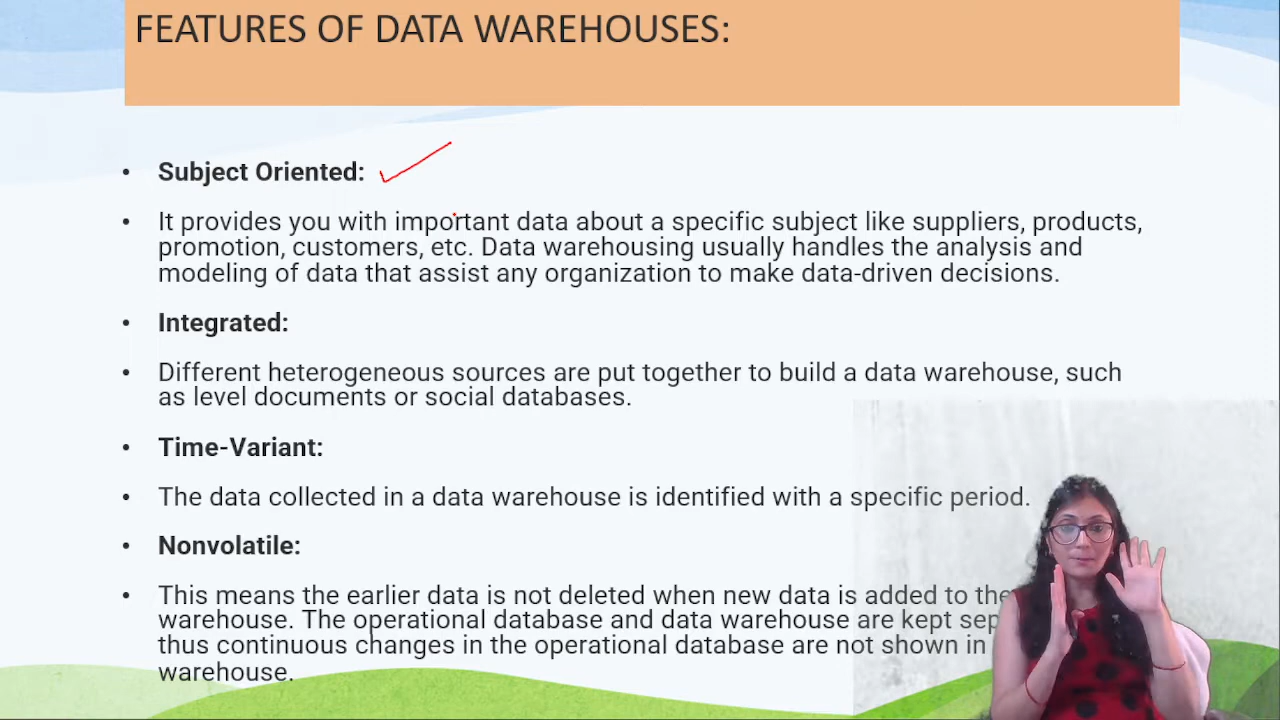 FEATURES OF DATA WAREHOUSES:
• Subject Oriented:
• It provides you with important data about a specific subject like suppliers, products,
promotion, customers, etc. Data warehousing usually handles the analysis and
modeling of data that assist any organization to make data-driven decisions.
• Integrated:
• Different heterogeneous sources are put together to build a data warehouse, such
as level documents or social databases.
• Time-Variant:
• The data collected in a data warehouse is identified with a specific period.
• Nonvolatile:
• This means the earlier data is not deleted when new data is added to the
warehouse. The operational database and data warehouse are kept
thus continuous changes in the operational database are not shown in
warehouse.